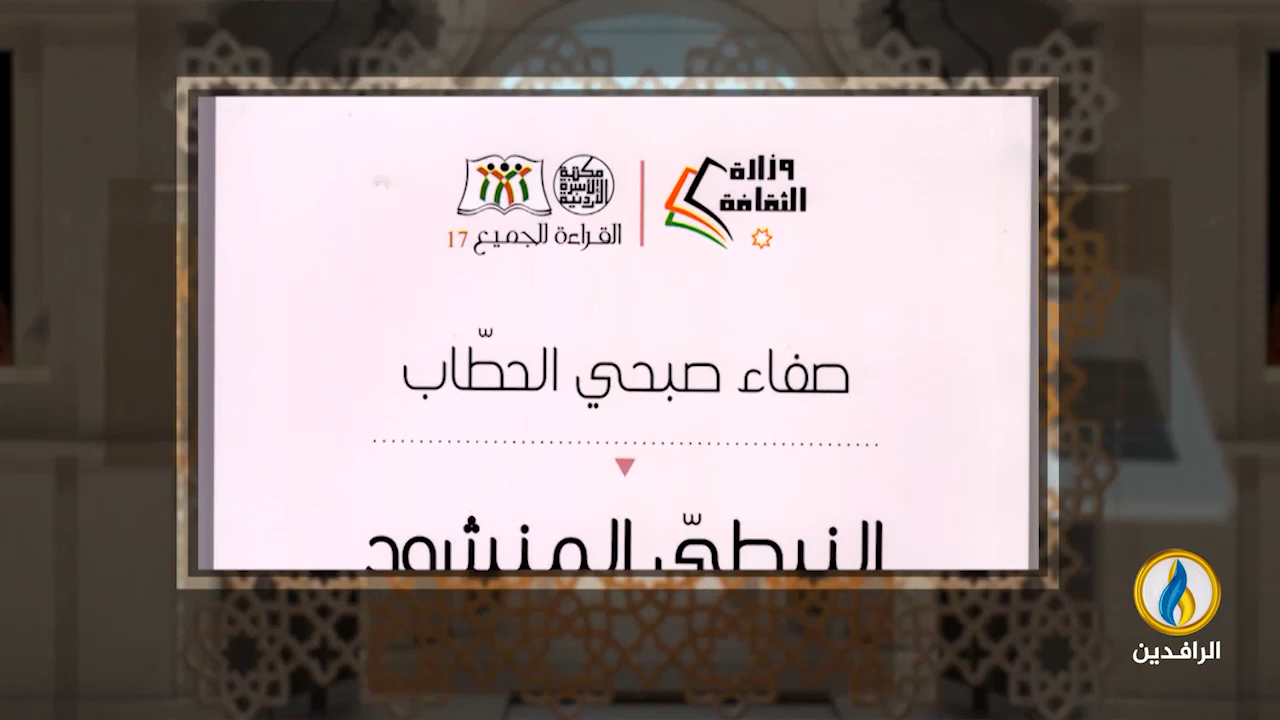 وزارة
الثقافة
مكتبة
الأسرة
الأردنية
القراءة للجميع 17
صفاء صبحي الحطّاب
النبطيّ المنشود
الرافدين